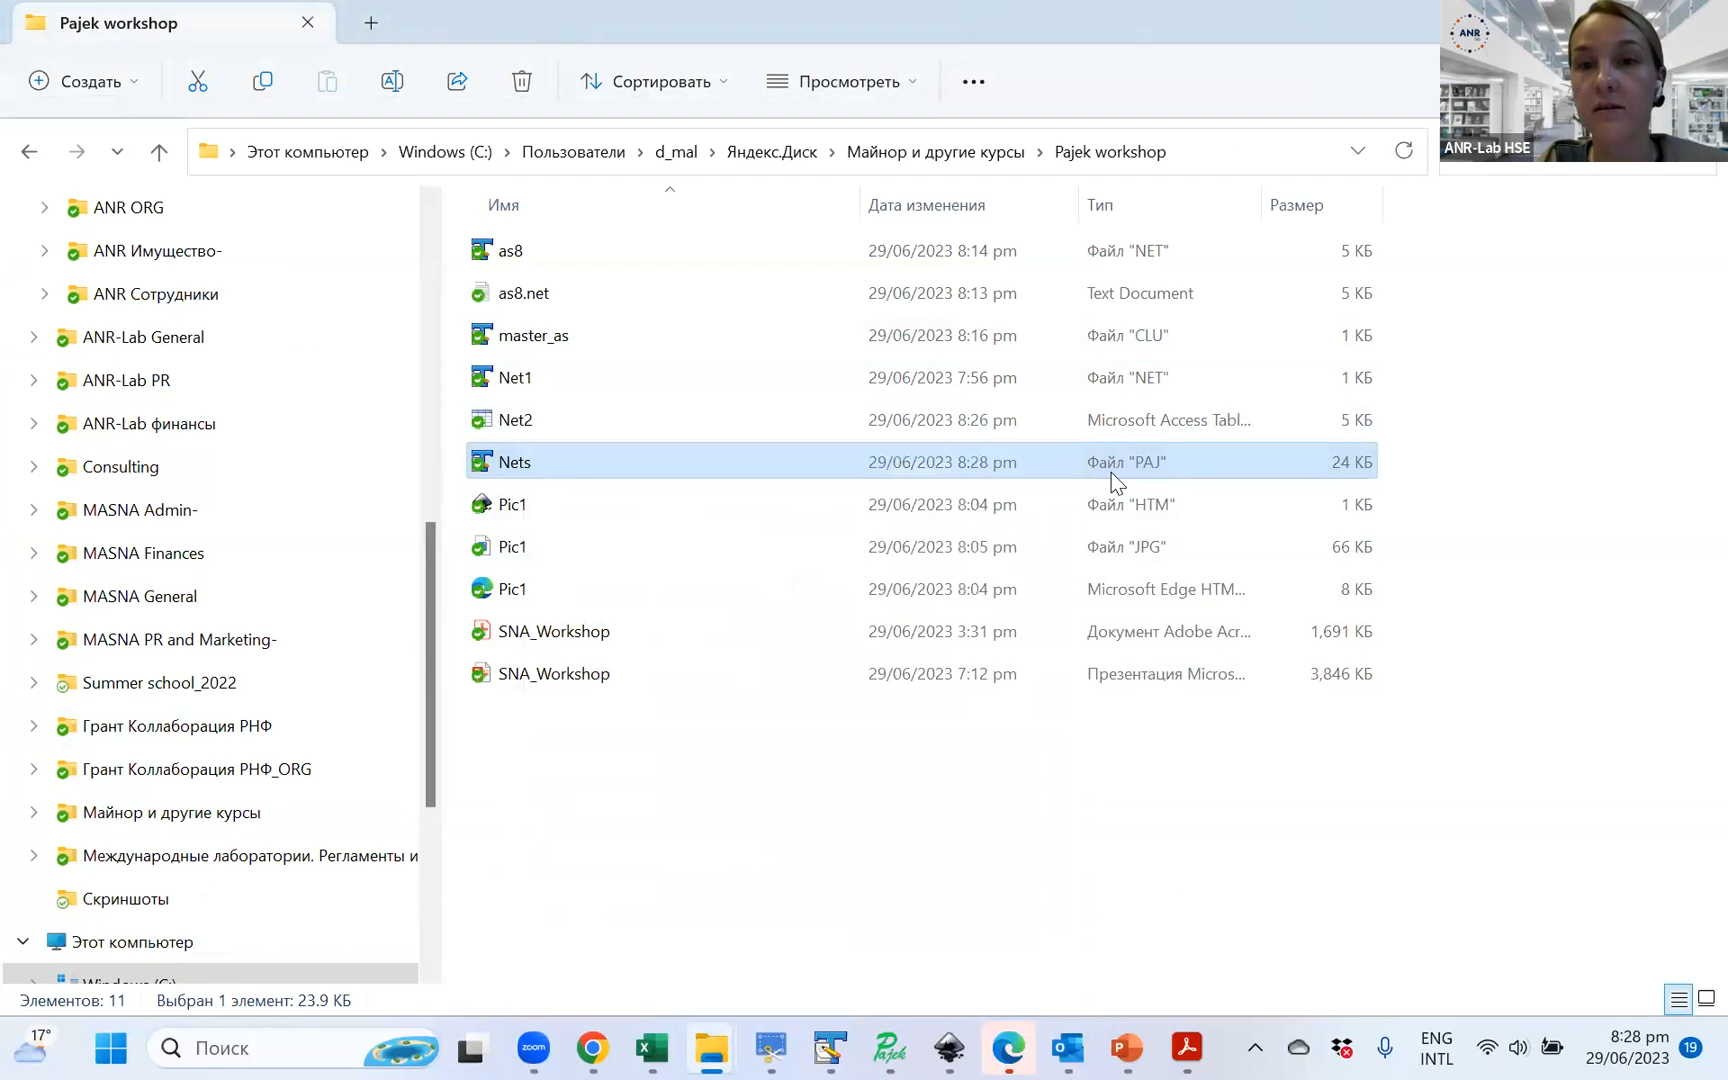 Pajek workshop
ANR
ANR-Lab HSE
Создать
Сортировать
Просмотреть
Этот компьютер > Windows (C:) > Пользователи > d_mal > Яндекс.Диск > Майнор и другие курсы > Pajek workshop
ANR ORG
ANR Имущество-
ANR Сотрудники
ANR-Lab General
ANR-Lab PR
ANR-Lab финансы
Consulting
MASNA Admin-
MASNA Finances
MASNA General
MASNA PR and Marketing-
Summer school_2022
Грант Коллаборация РНФ
Грант Коллаборация РНФ_ORG
Майнор и другие курсы
Международные лаборатории. Регламенты и
Скриншоты
Этот компьютер
Windows (C:)
Имя Дата изменения Тип Размер
as8 29/06/2023 8:14 pm Файл "NET" 5 КБ
as8.net 29/06/2023 8:13 pm Text Document 5 КБ
master_as 29/06/2023 8:16 pm Файл "CLU" 1 КБ
Net1 29/06/2023 7:56 pm Файл "NET" 1 КБ
Net2 29/06/2023 8:26 pm Microsoft Access Tabl... 5 КБ
Nets 29/06/2023 8:28 pm Файл "PAJ" 24 КБ
Pic1 29/06/2023 8:04 pm Файл "HTM" 1 КБ
Pic1 29/06/2023 8:05 pm Файл "JPG" 66 КБ
Pic1 29/06/2023 8:04 pm Microsoft Edge HTM... 8 КБ
SNA_Workshop 29/06/2023 3:31 pm Документ Adobe Acr... 1,691 КБ
SNA_Workshop 29/06/2023 7:12 pm Презентация Micros... 3,846 КБ
Элементов: 11 Выбран 1 элемент: 23.9 КБ
17°
Поиск
zoom
Pajek
ENG
INTL
8:28 pm
29/06/2023
19